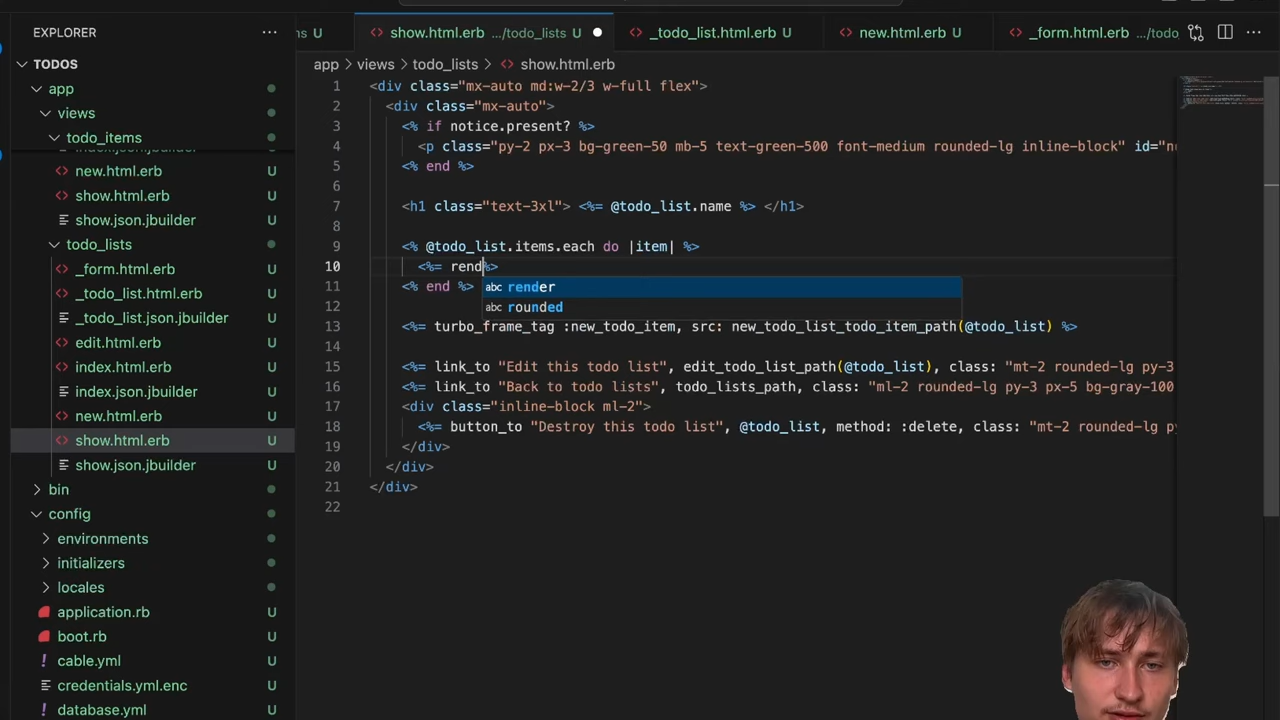 EXPLORER
TODOS
app
views
todo_items
new.html.erb U
show.html.erb U
show.json.jbuilder U
todo_lists
_form.html.erb U
_todo_list.html.erb U
_todo_list.json.jbuilder U
edit.html.erb U
index.html.erb U
index.json.jbuilder U
new.html.erb U
show.html.erb U
show.json.jbuilder U
bin
config
environments
initializers
locales
application.rb U
boot.rb U
cable.yml U
credentials.yml.enc U
database.yml U
U show.html.erb .../todo_lists U _todo_list.html.erb U new.html.erb U _form.html.erb .../todo_
app > views > todo_lists > show.html.erb
1 <div class="mx-auto md:w-2/3 w-full flex">
2 <div class="mx-auto">
3 <% if notice.present? %>
4 <p class="py-2 px-3 bg-green-50 mb-5 text-green-500 font-medium rounded-lg inline-block" id="n
5 <% end %>
6
7 <h1 class="text-3xl"> <%= @todo_list.name %> </h1>
8
9 <% @todo_list.items.each do |item| %>
10 <%= rend%>
abc render
abc rounded
11 <% end %>
12
13 <%= turbo_frame_tag :new_todo_item, src: new_todo_list_todo_item_path(@todo_list) %>
14
15 <%= link_to "Edit this todo list", edit_todo_list_path(@todo_list), class: "mt-2 rounded-lg py-3
16 <%= link_to "Back to todo lists", todo_lists_path, class: "ml-2 rounded-lg py-3 px-5 bg-gray-100
17 <div class="inline-block ml-2">
18 <%= button_to "Destroy this todo list", @todo_list, method: :delete, class: "mt-2 rounded-lg py
19 </div>
20 </div>
21 </div>
22